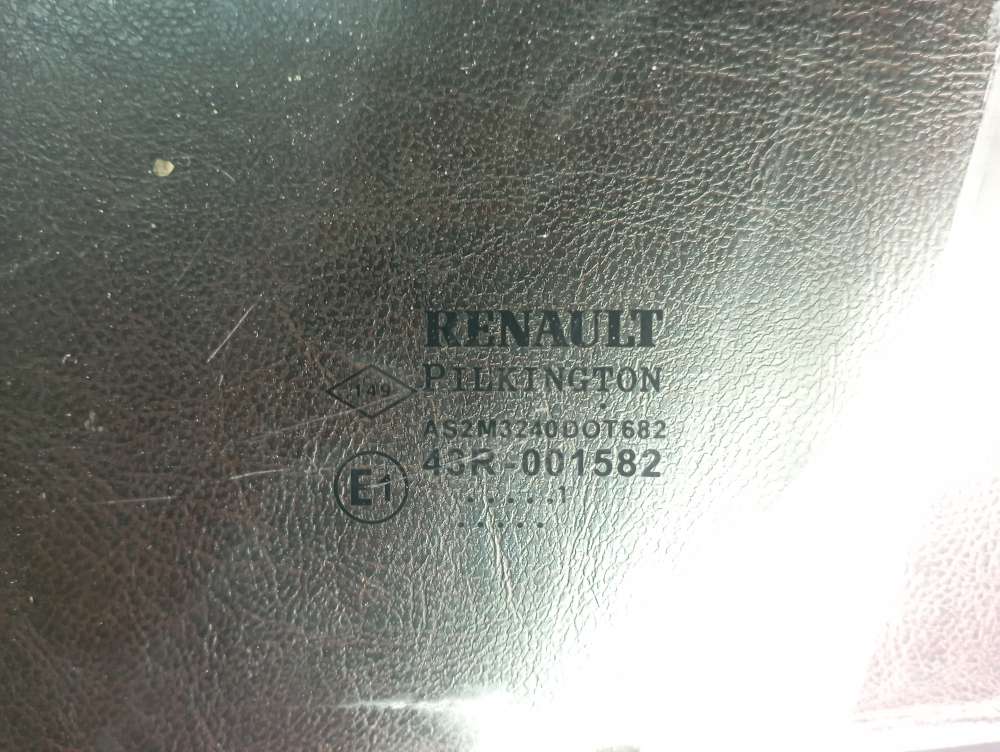 RENAULT
149
PILKINGTON
AS2M3240DOT682
43R-001582
E1
.....1
.....